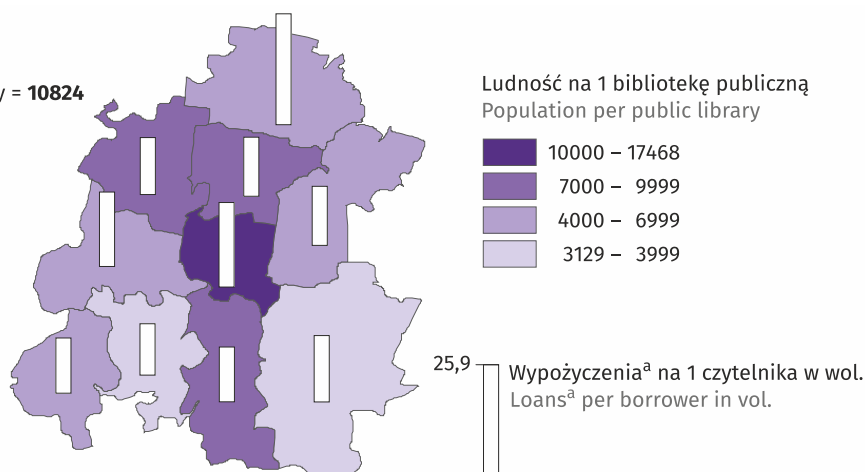 y = 10824
Ludność na 1 bibliotekę publiczną
Population per public library
10000 – 17468
7000 – 9999
4000 – 6999
3129 – 3999
25,9
Wypożyczeniaᵃ na 1 czytelnika w wol.
Loansᵃ per borrower in vol.